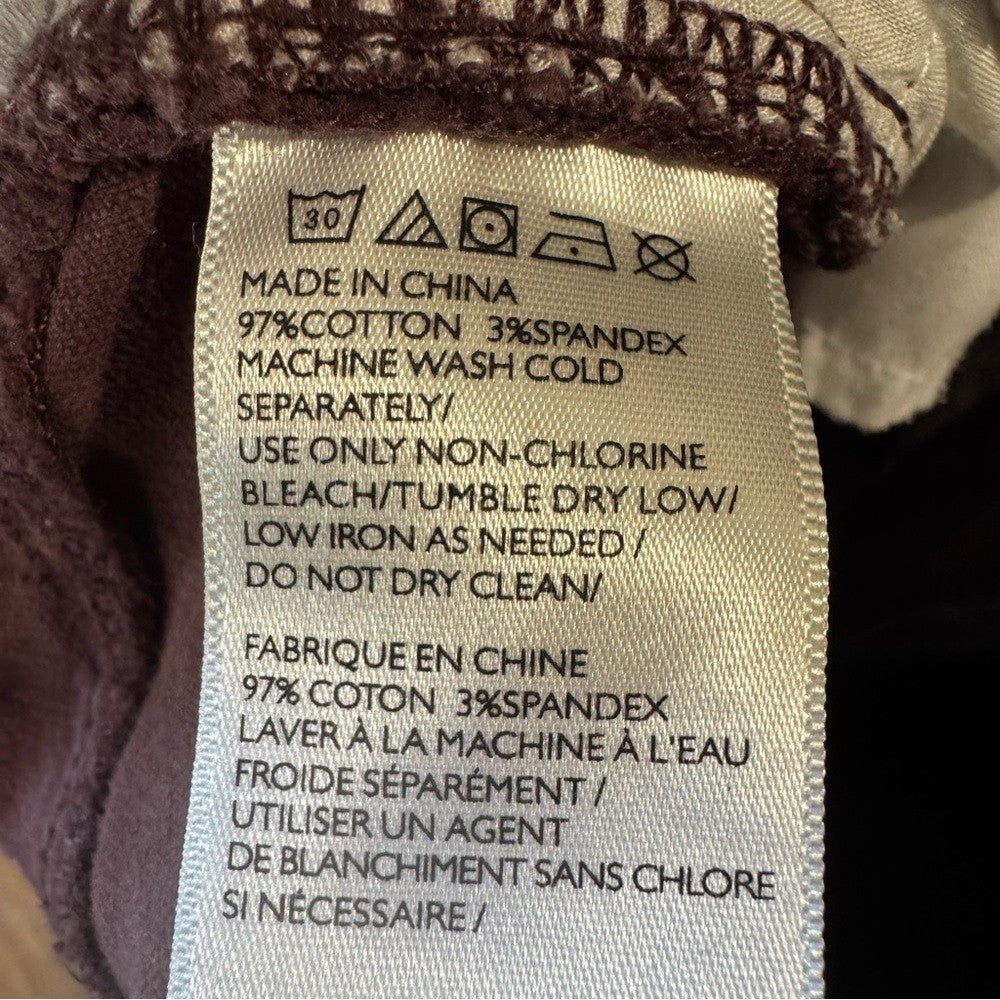 30
MADE IN CHINA
97%COTTON 3%SPANDEX
MACHINE WASH COLD
SEPARATELY/
USE ONLY NON-CHLORINE
BLEACH/TUMBLE DRY LOW/
LOW IRON AS NEEDED /
DO NOT DRY CLEAN/
FABRIQUE EN CHINE
97% COTON 3%SPANDEX
LAVER À LA MACHINE À L'EAU
FROIDE SÉPARÉMENT /
UTILISER UN AGENT
DE BLANCHIMENT SANS CHLORE
SI NÉCESSAIRE /